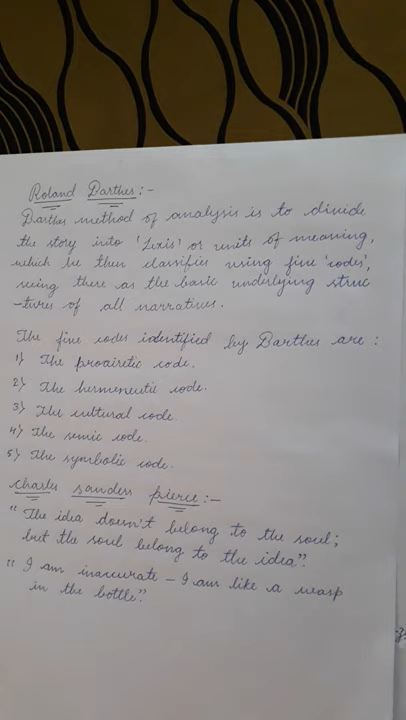 Roland Barthes:-
Barthes method of analysis is to divide
the story into 'Lexis' or units of meaning,
which he then classifies using five 'codes',
seeing these as the basic underlying struc
-tures of all narratives.
The five codes identified by Barthes are :
1) The proairetic code.
2) The hermeneutic code.
3) The cultural code.
4) The semic code.
5) The symbolic code.
Charles sanders pierce:-
"The idea doesn't belong to the soul;
but the soul belong to the idea".
"I am inaccurate – I am like a wasp
in the bottle".